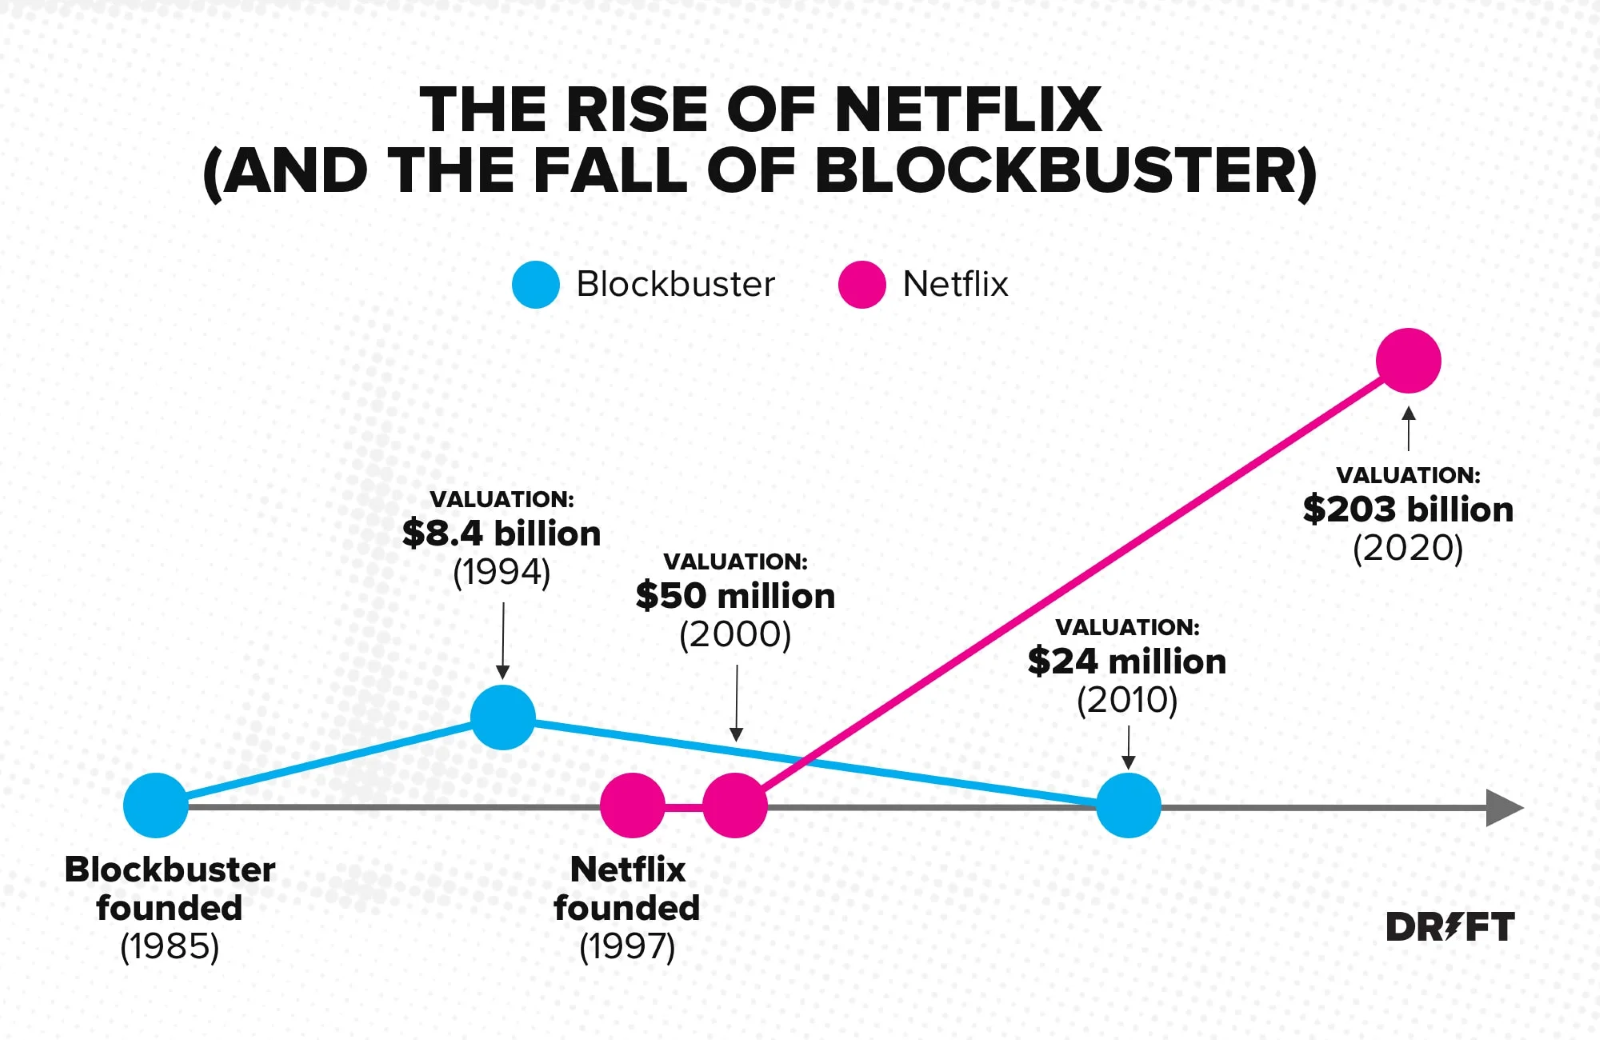 THE RISE OF NETFLIX
(AND THE FALL OF BLOCKBUSTER)
Blockbuster
Netflix
VALUATION:
$8.4 billion
(1994)
VALUATION:
$50 million
(2000)
VALUATION:
$24 million
(2010)
VALUATION:
$203 billion
(2020)
Blockbuster
founded
(1985)
Netflix
founded
(1997)
DRIFT